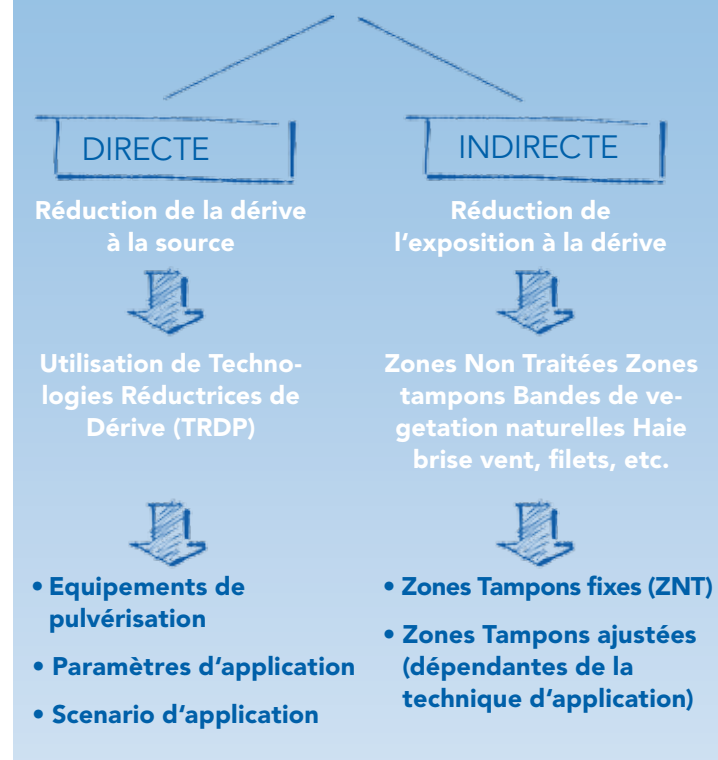 DIRECTE
Réduction de la dérive
à la source
Utilisation de Techno-
logies Réductrices de
Dérive (TRDP)
• Equipements de
pulvérisation
• Paramètres d'application
• Scenario d'application
INDIRECTE
Réduction de
l'exposition à la dérive
Zones Non Traitées Zones
tampons Bandes de ve-
getation naturelles Haie
brise vent, filets, etc.
• Zones Tampons fixes (ZNT)
• Zones Tampons ajustées
(dépendantes de la
technique d'application)